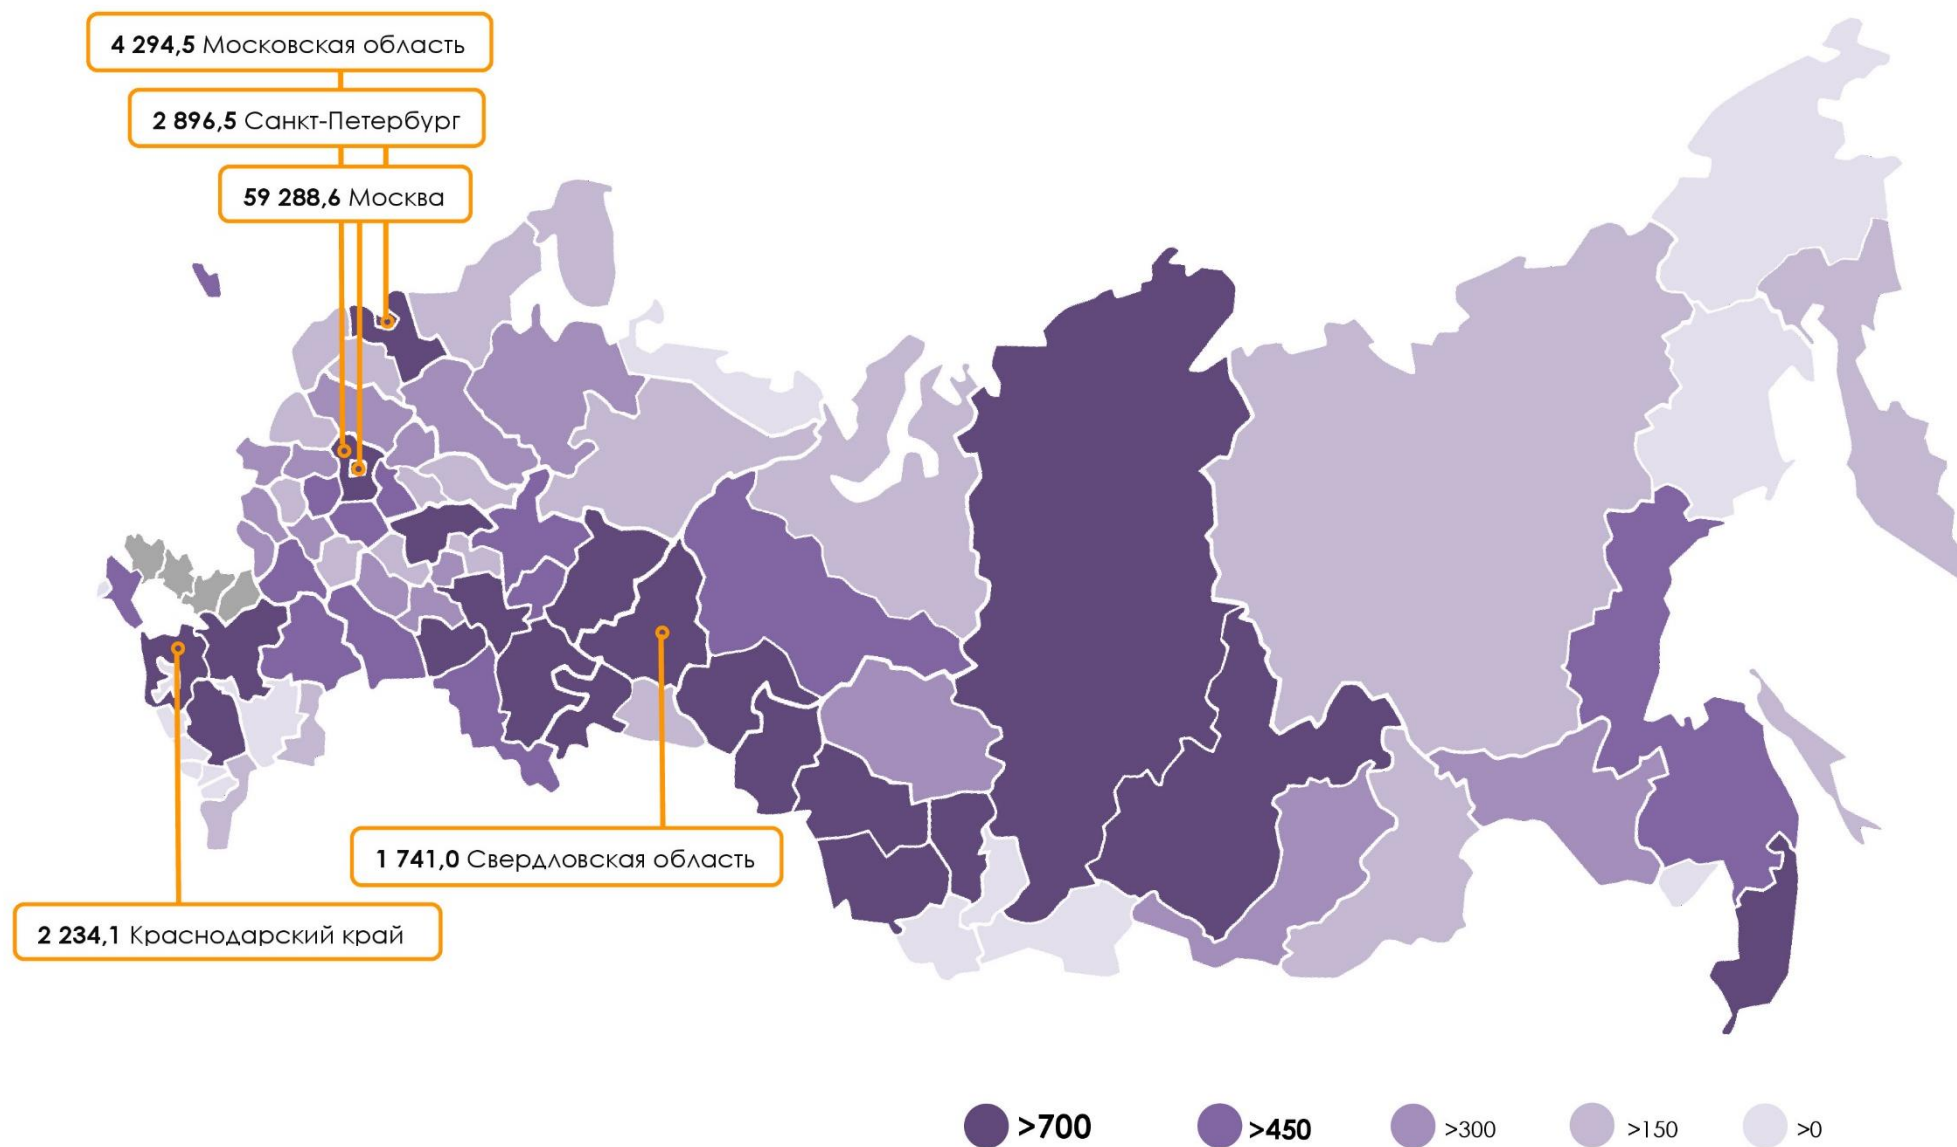 4 294,5 Московская область
2 896,5 Санкт-Петербург
59 288,6 Москва
1 741,0 Свердловская область
2 234,1 Краснодарский край
>700
>450
>300
>150
>0